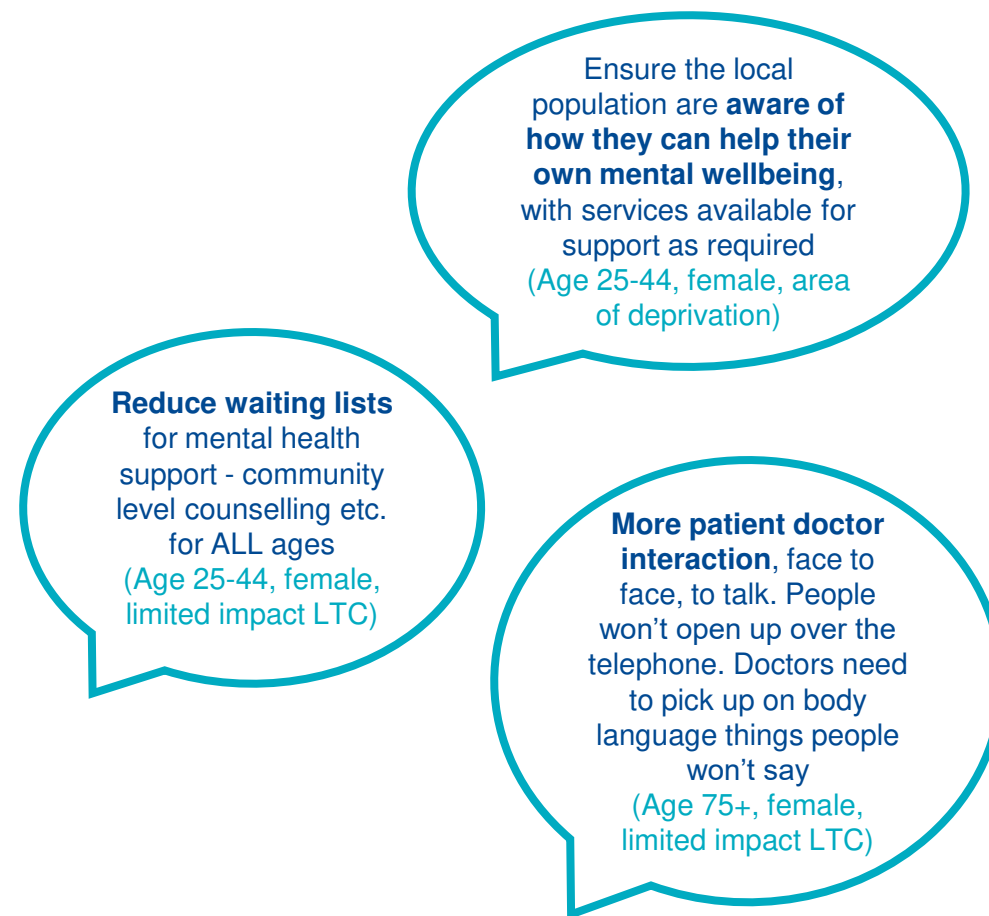 Ensure the local
population are aware of
how they can help their
own mental wellbeing,
with services available for
support as required
(Age 25-44, female, area
of deprivation)
Reduce waiting lists
for mental health
support - community
level counselling etc.
for ALL ages
(Age 25-44, female,
limited impact LTC)
More patient doctor
interaction, face to
face, to talk. People
won’t open up over the
telephone. Doctors need
to pick up on body
language things people
won’t say
(Age 75+, female,
limited impact LTC)